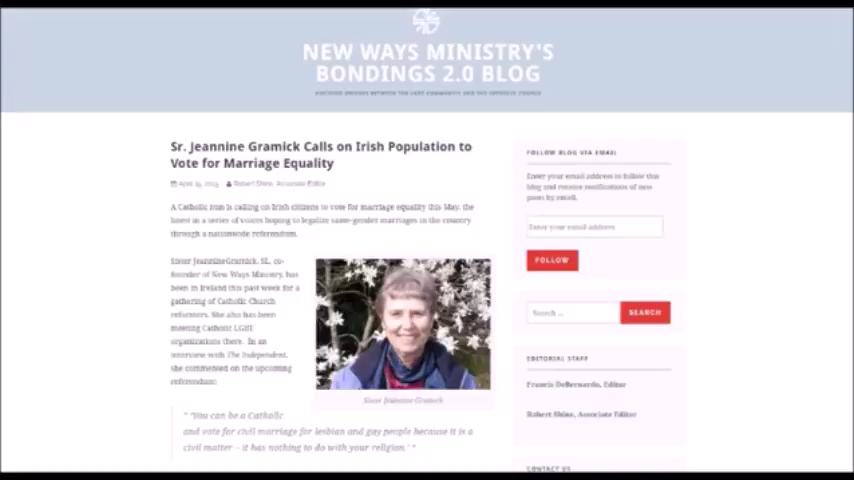 NEW WAYS MINISTRY'S
BONDINGS 2.0 BLOG
Sr. Jeannine Gramick Calls on Irish Population to
Vote for Marriage Equality
Robert Shine, Associate Editor
A Catholic nun is calling on Irish citizens to vote for marriage equality this May, the
latest in a series of voices hoping to legalize same-gender marriages in the country
through a nationwide referendum.
Sister JeannineGramick, SL, co-
founder of New Ways Ministry, has
been in Ireland this past week for a
gathering of Catholic Church
reformers. She also has been
meeting Catholic LGBT
organizations there. In an
interview with The Independent,
she commented on the upcoming
referendum:
Sister Jeannine Gramick
" 'You can be a Catholic
and vote for civil marriage for lesbian and gay people because it is a
civil matter – it has nothing to do with your religion.' "
FOLLOW BLOG VIA EMAIL
Enter your email address to follow this
blog and receive notifications of new
posts by email.
Enter your email address
FOLLOW
Search ...
SEARCH
EDITORIAL STAFF
Francis DeBernardo, Editor
Robert Shine, Associate Editor
CONTACT US